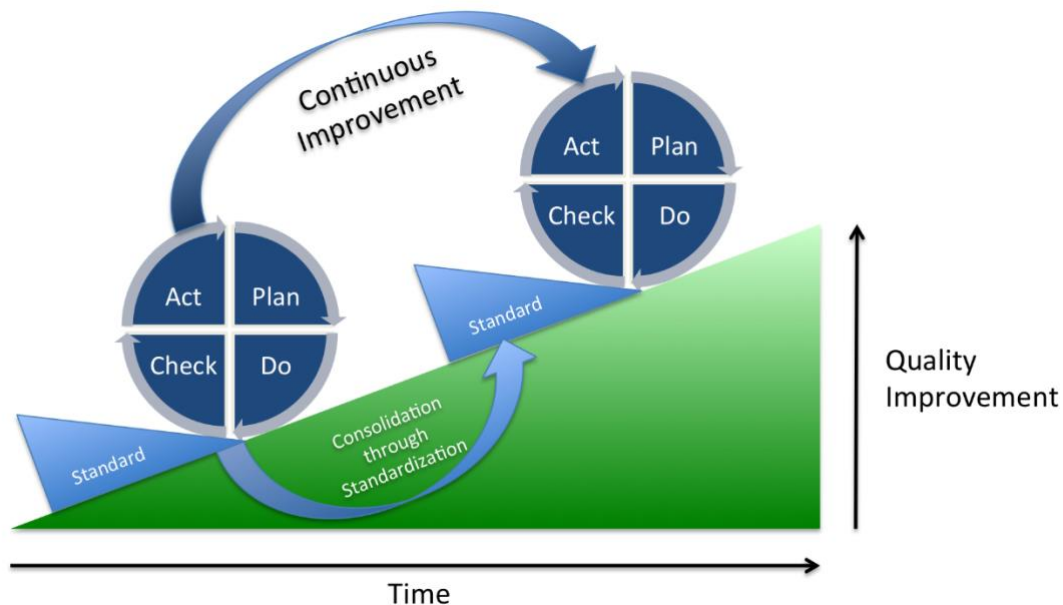 Continuous
Improvement
Act
Plan
Check
Do
Act
Plan
Check
Do
Standard
Standard
Consolidation
through
Standardization
Quality
Improvement
Time